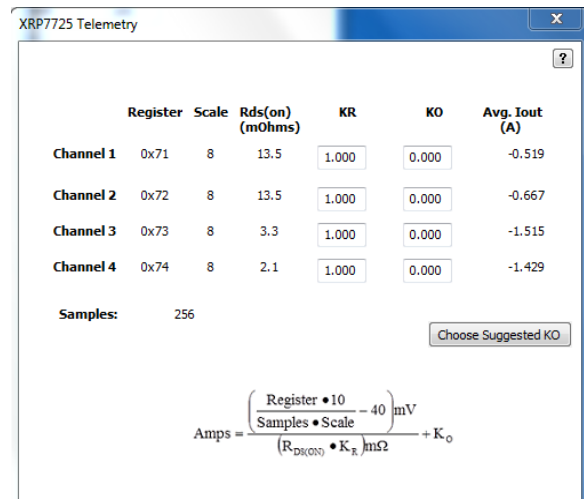 XRP7725 Telemetry
x
?
Register Scale Rds(on) (mOhms) KR KO Avg. Iout (A)
Channel 1 0x71 8 13.5 1.000 0.000 -0.519
Channel 2 0x72 8 13.5 1.000 0.000 -0.667
Channel 3 0x73 8 3.3 1.000 0.000 -1.515
Channel 4 0x74 8 2.1 1.000 0.000 -1.429
Samples: 256
Choose Suggested KO
Amps = ((Register • 10 / Samples • Scale) − 40) mV / (R_DS(ON) • K_R) mΩ + K_O